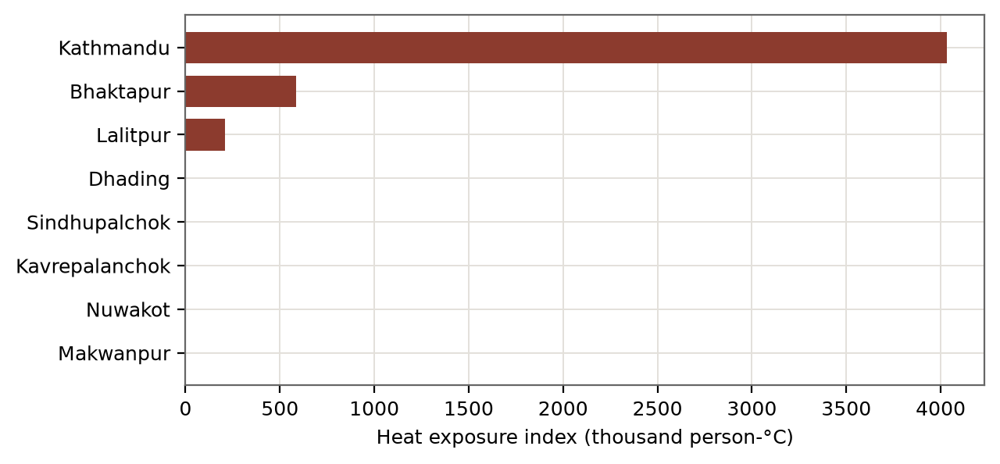 Kathmandu
Bhaktapur
Lalitpur
Dhading
Sindhupalchok
Kavrepalanchok
Nuwakot
Makwanpur
0 500 1000 1500 2000 2500 3000 3500 4000
Heat exposure index (thousand person-°C)